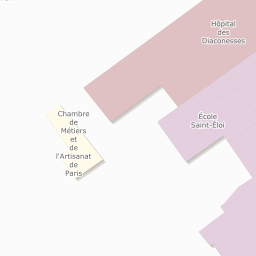 Hôpital
des
Diaconesses
École
Saint-Éloi
Chambre
de
Métiers
et
de
l'Artisanat
de
Paris